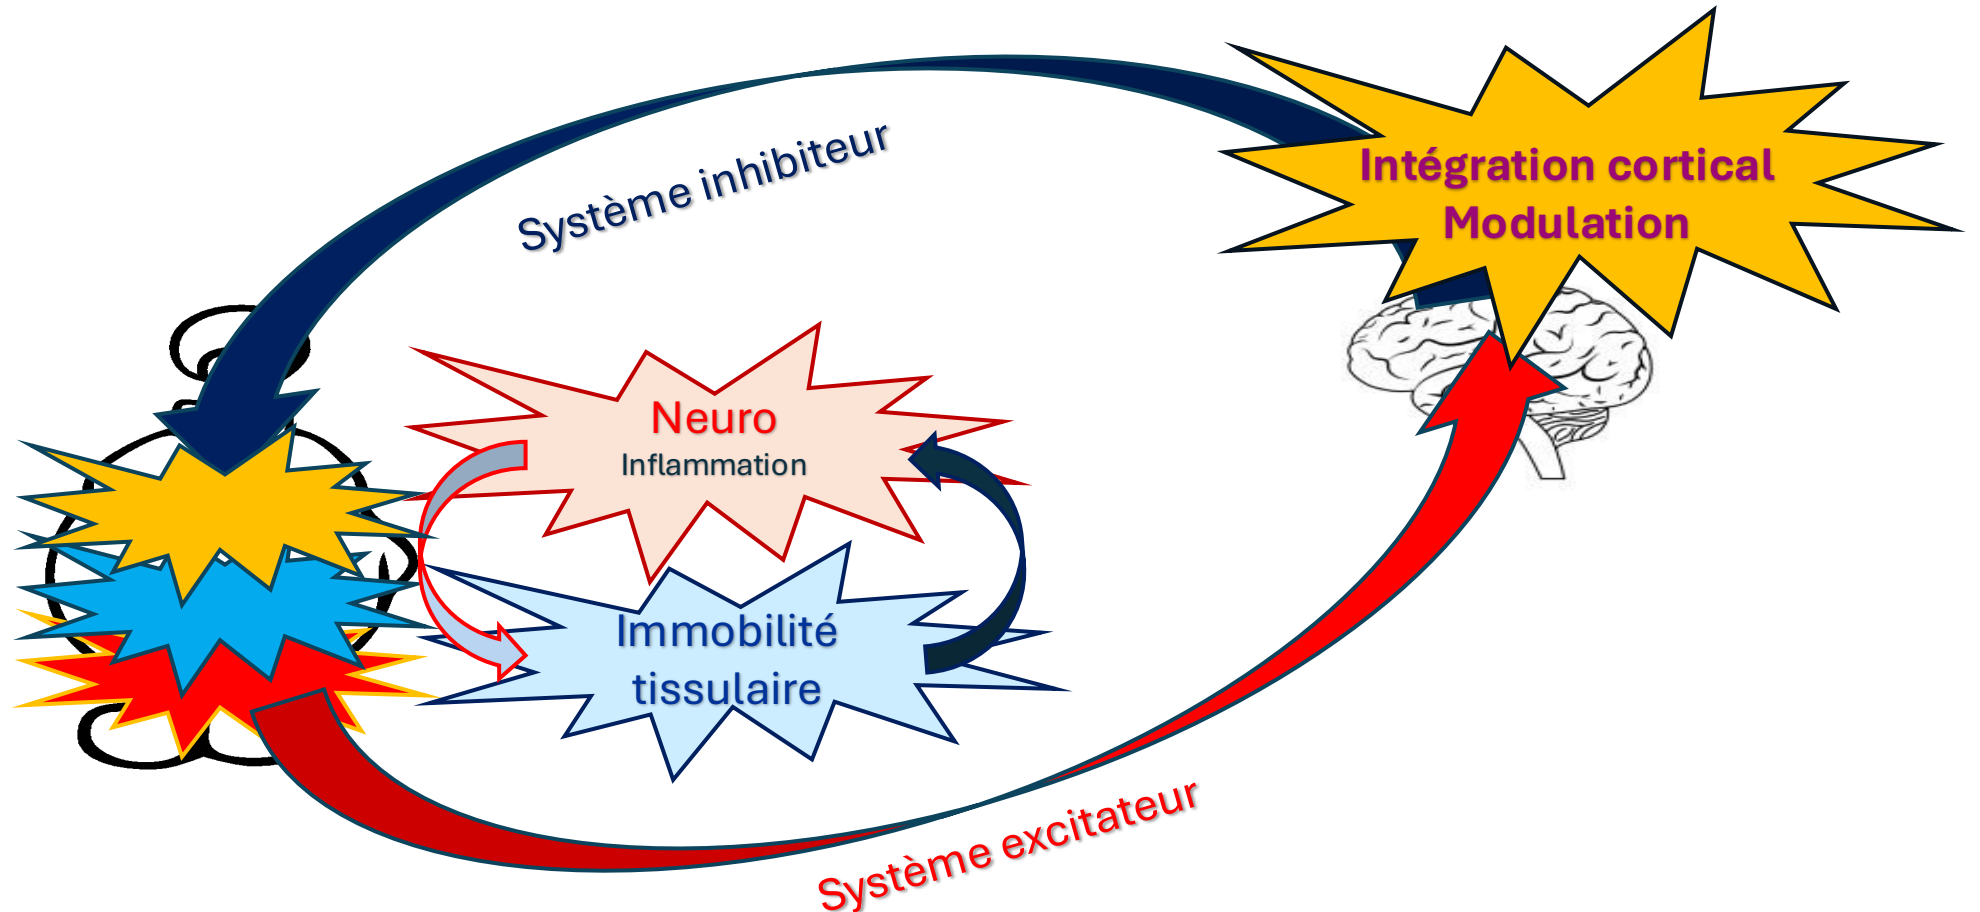 Système inhibiteur
Intégration cortical
Modulation
Neuro
Inflammation
Immobilité
tissulaire
Système excitateur